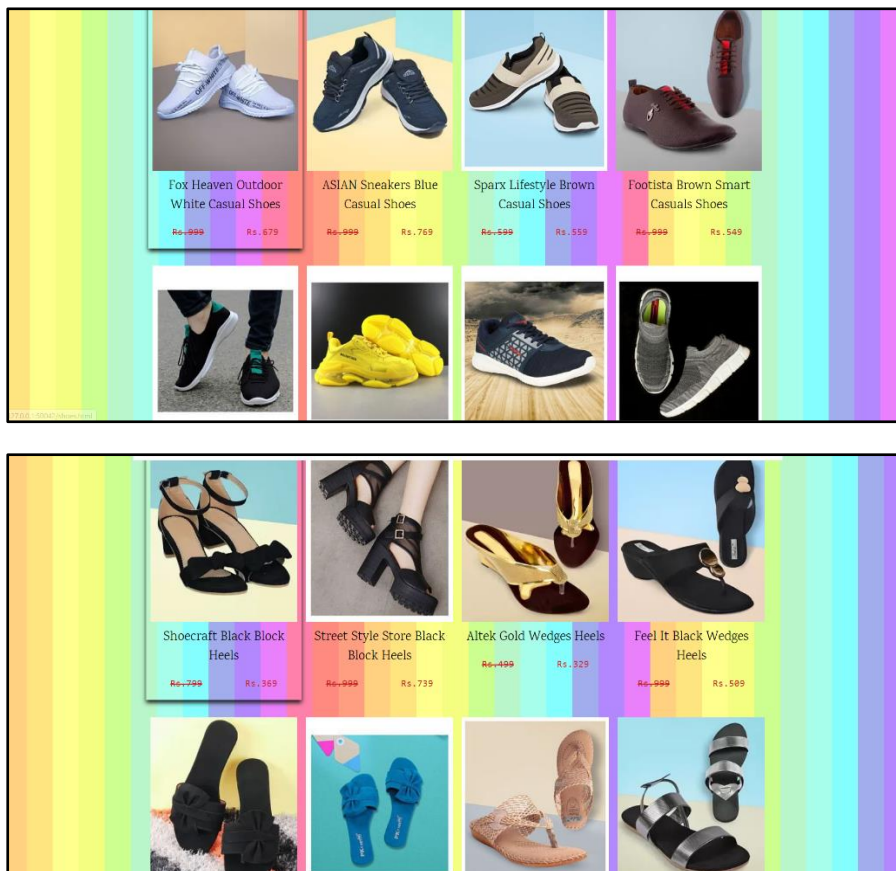 OFF-WHITE
Fox Heaven Outdoor
White Casual Shoes
Rs.999 Rs.679
ASIAN Sneakers Blue
Casual Shoes
Rs.999 Rs.769
Sparx Lifestyle Brown
Casual Shoes
Rs.599 Rs.559
Footista Brown Smart
Casuals Shoes
Rs.999 Rs.549
Shoecraft Black Block
Heels
Rs.799 Rs.369
Street Style Store Black
Block Heels
Rs.999 Rs.739
Altek Gold Wedges Heels
Rs.499 Rs.329
Feel It Black Wedges
Heels
Rs.999 Rs.509